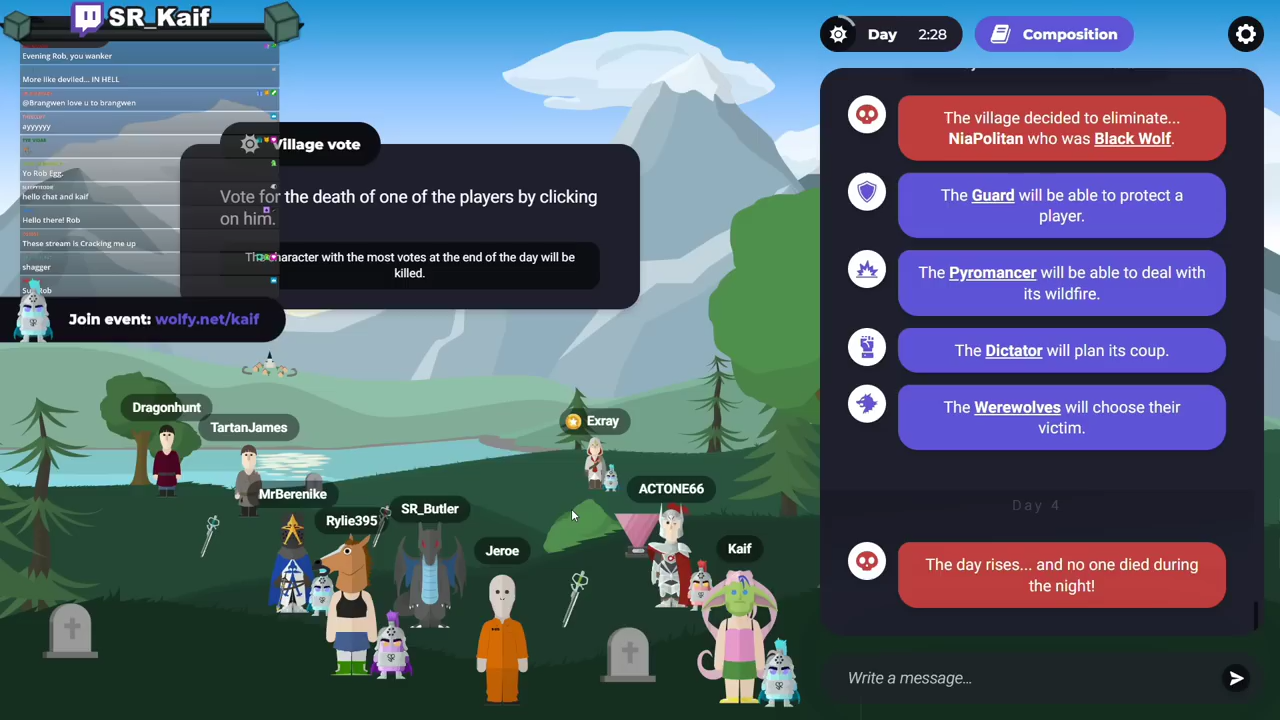 SR_Kaif
Evening Rob, you wanker
More like deviled... IN HELL
@Brangwen love u to brangwen
ayyyyyy
Yo Rob Egg.
hello chat and kaif
Hello there! Rob
These stream is Cracking me up
shagger
Join event: wolfy.net/kaif
Village vote
Vote for the death of one of the players by clicking
on him.
character with the most votes at the end of the day will be
killed.
Day 2:28
Composition
The village decided to eliminate...
NiaPolitan who was Black Wolf.
The Guard will be able to protect a
player.
The Pyromancer will be able to deal with
its wildfire.
The Dictator will plan its coup.
The Werewolves will choose their
victim.
Day 4
The day rises... and no one died during
the night!
Write a message...
Dragonhunt
TartanJames
Exray
MrBerenike
ACTONE66
Rylie395
SR_Butler
Jeroe
Kaif